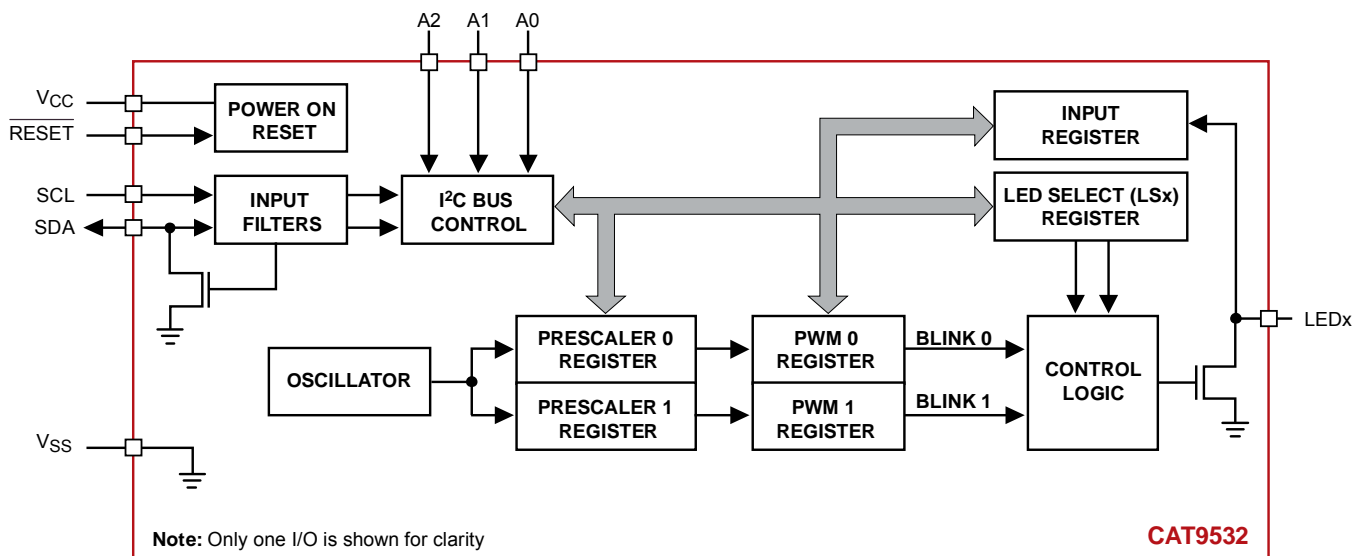 A2 A1 A0
VCC
POWER ON
RESET
RESET
INPUT
REGISTER
SCL
SDA
INPUT
FILTERS
I²C BUS
CONTROL
LED SELECT (LSx)
REGISTER
OSCILLATOR
PRESCALER 0
REGISTER
PRESCALER 1
REGISTER
PWM 0
REGISTER
PWM 1
REGISTER
BLINK 0
BLINK 1
CONTROL
LOGIC
LEDx
VSS
Note: Only one I/O is shown for clarity
CAT9532